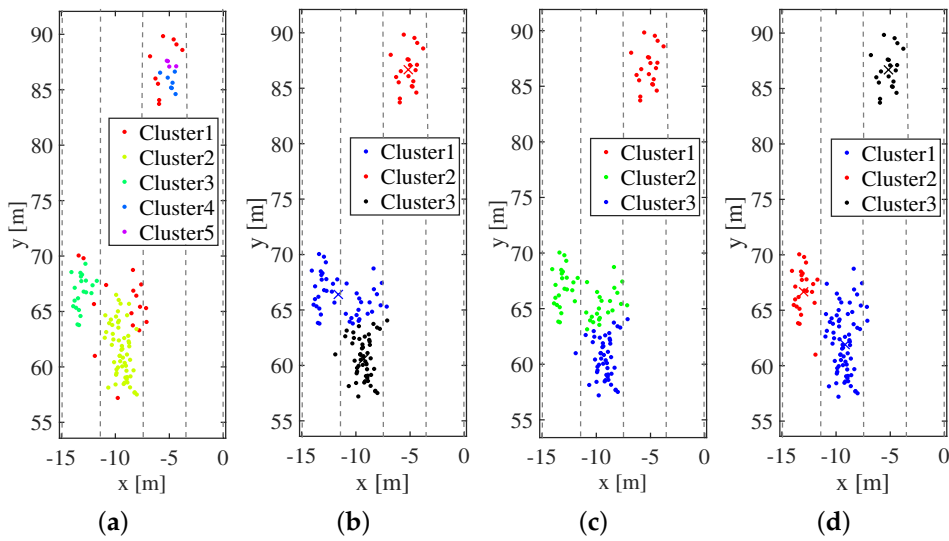 90
85
80
75
70
65
60
55
y [m]
-15 -10 -5 0
x [m]
Cluster1
Cluster2
Cluster3
Cluster4
Cluster5
(a)
90
85
80
75
70
65
60
55
y [m]
-15 -10 -5 0
x [m]
Cluster1
Cluster2
Cluster3
(b)
90
85
80
75
70
65
60
55
y [m]
-15 -10 -5 0
x [m]
Cluster1
Cluster2
Cluster3
(c)
90
85
80
75
70
65
60
55
y [m]
-15 -10 -5 0
x [m]
Cluster1
Cluster2
Cluster3
(d)